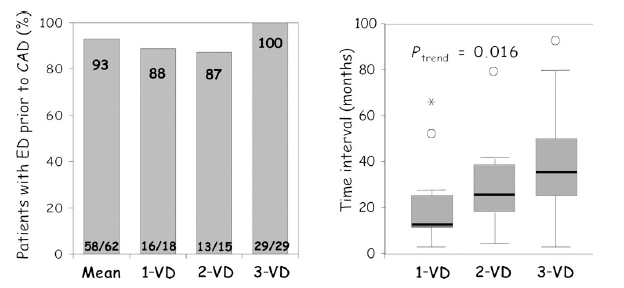 Patients with ED prior to CAD (%)
100
80
60
40
20
0
93
88
87
100
58/62
16/18
13/15
29/29
Mean
1-VD
2-VD
3-VD
Time interval (months)
100
80
60
40
20
0
Ptrend = 0.016
*
1-VD
2-VD
3-VD